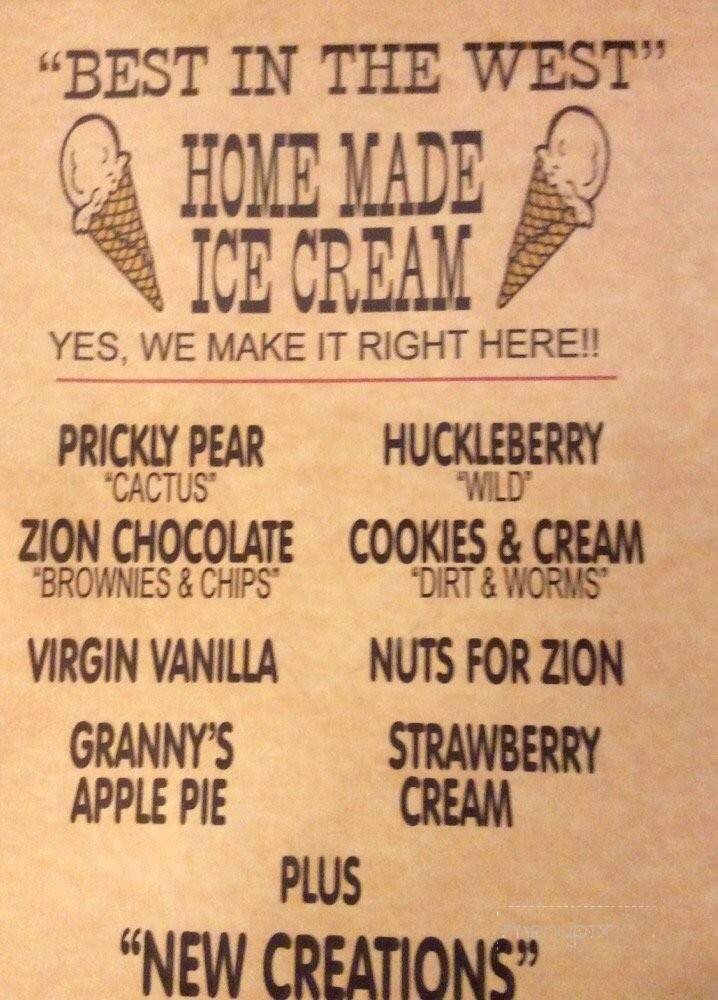 “BEST IN THE WEST”
HOME MADE
ICE CREAM
YES, WE MAKE IT RIGHT HERE!!
PRICKLY PEAR
“CACTUS”
HUCKLEBERRY
“WILD”
ZION CHOCOLATE
“BROWNIES & CHIPS”
COOKIES & CREAM
“DIRT & WORMS”
VIRGIN VANILLA
NUTS FOR ZION
GRANNY’S
APPLE PIE
STRAWBERRY
CREAM
PLUS
“NEW CREATIONS”